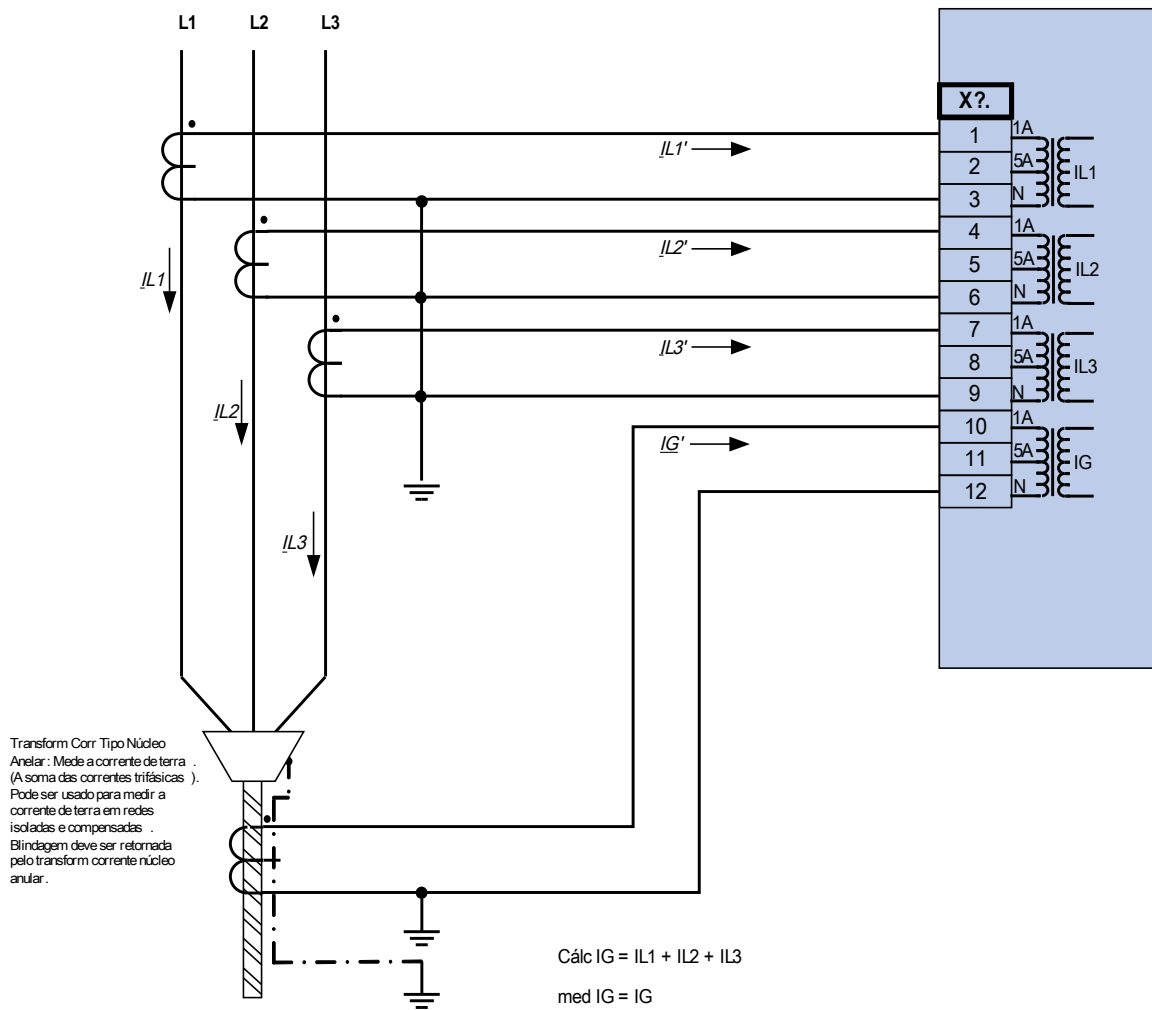 L1 L2 L3
X?.
1 1A
IL1'
2 5A IL1
3 N
4 1A
IL2'
5 5A IL2
IL1
6 N
7 1A
IL3'
8 5A IL3
9 N
IL2
10 1A
IG'
11 5A IG
12 N
IL3
Transform Corr Tipo Núcleo
Anelar : Mede a corrente de terra .
(A soma das correntes trifásicas ).
Pode ser usado para medir a
corrente de terra em redes
isoladas e compensadas .
Blindagem deve ser retornada
pelo transform corrente núcleo
anular .
Cálc IG = IL1 + IL2 + IL3
med IG = IG